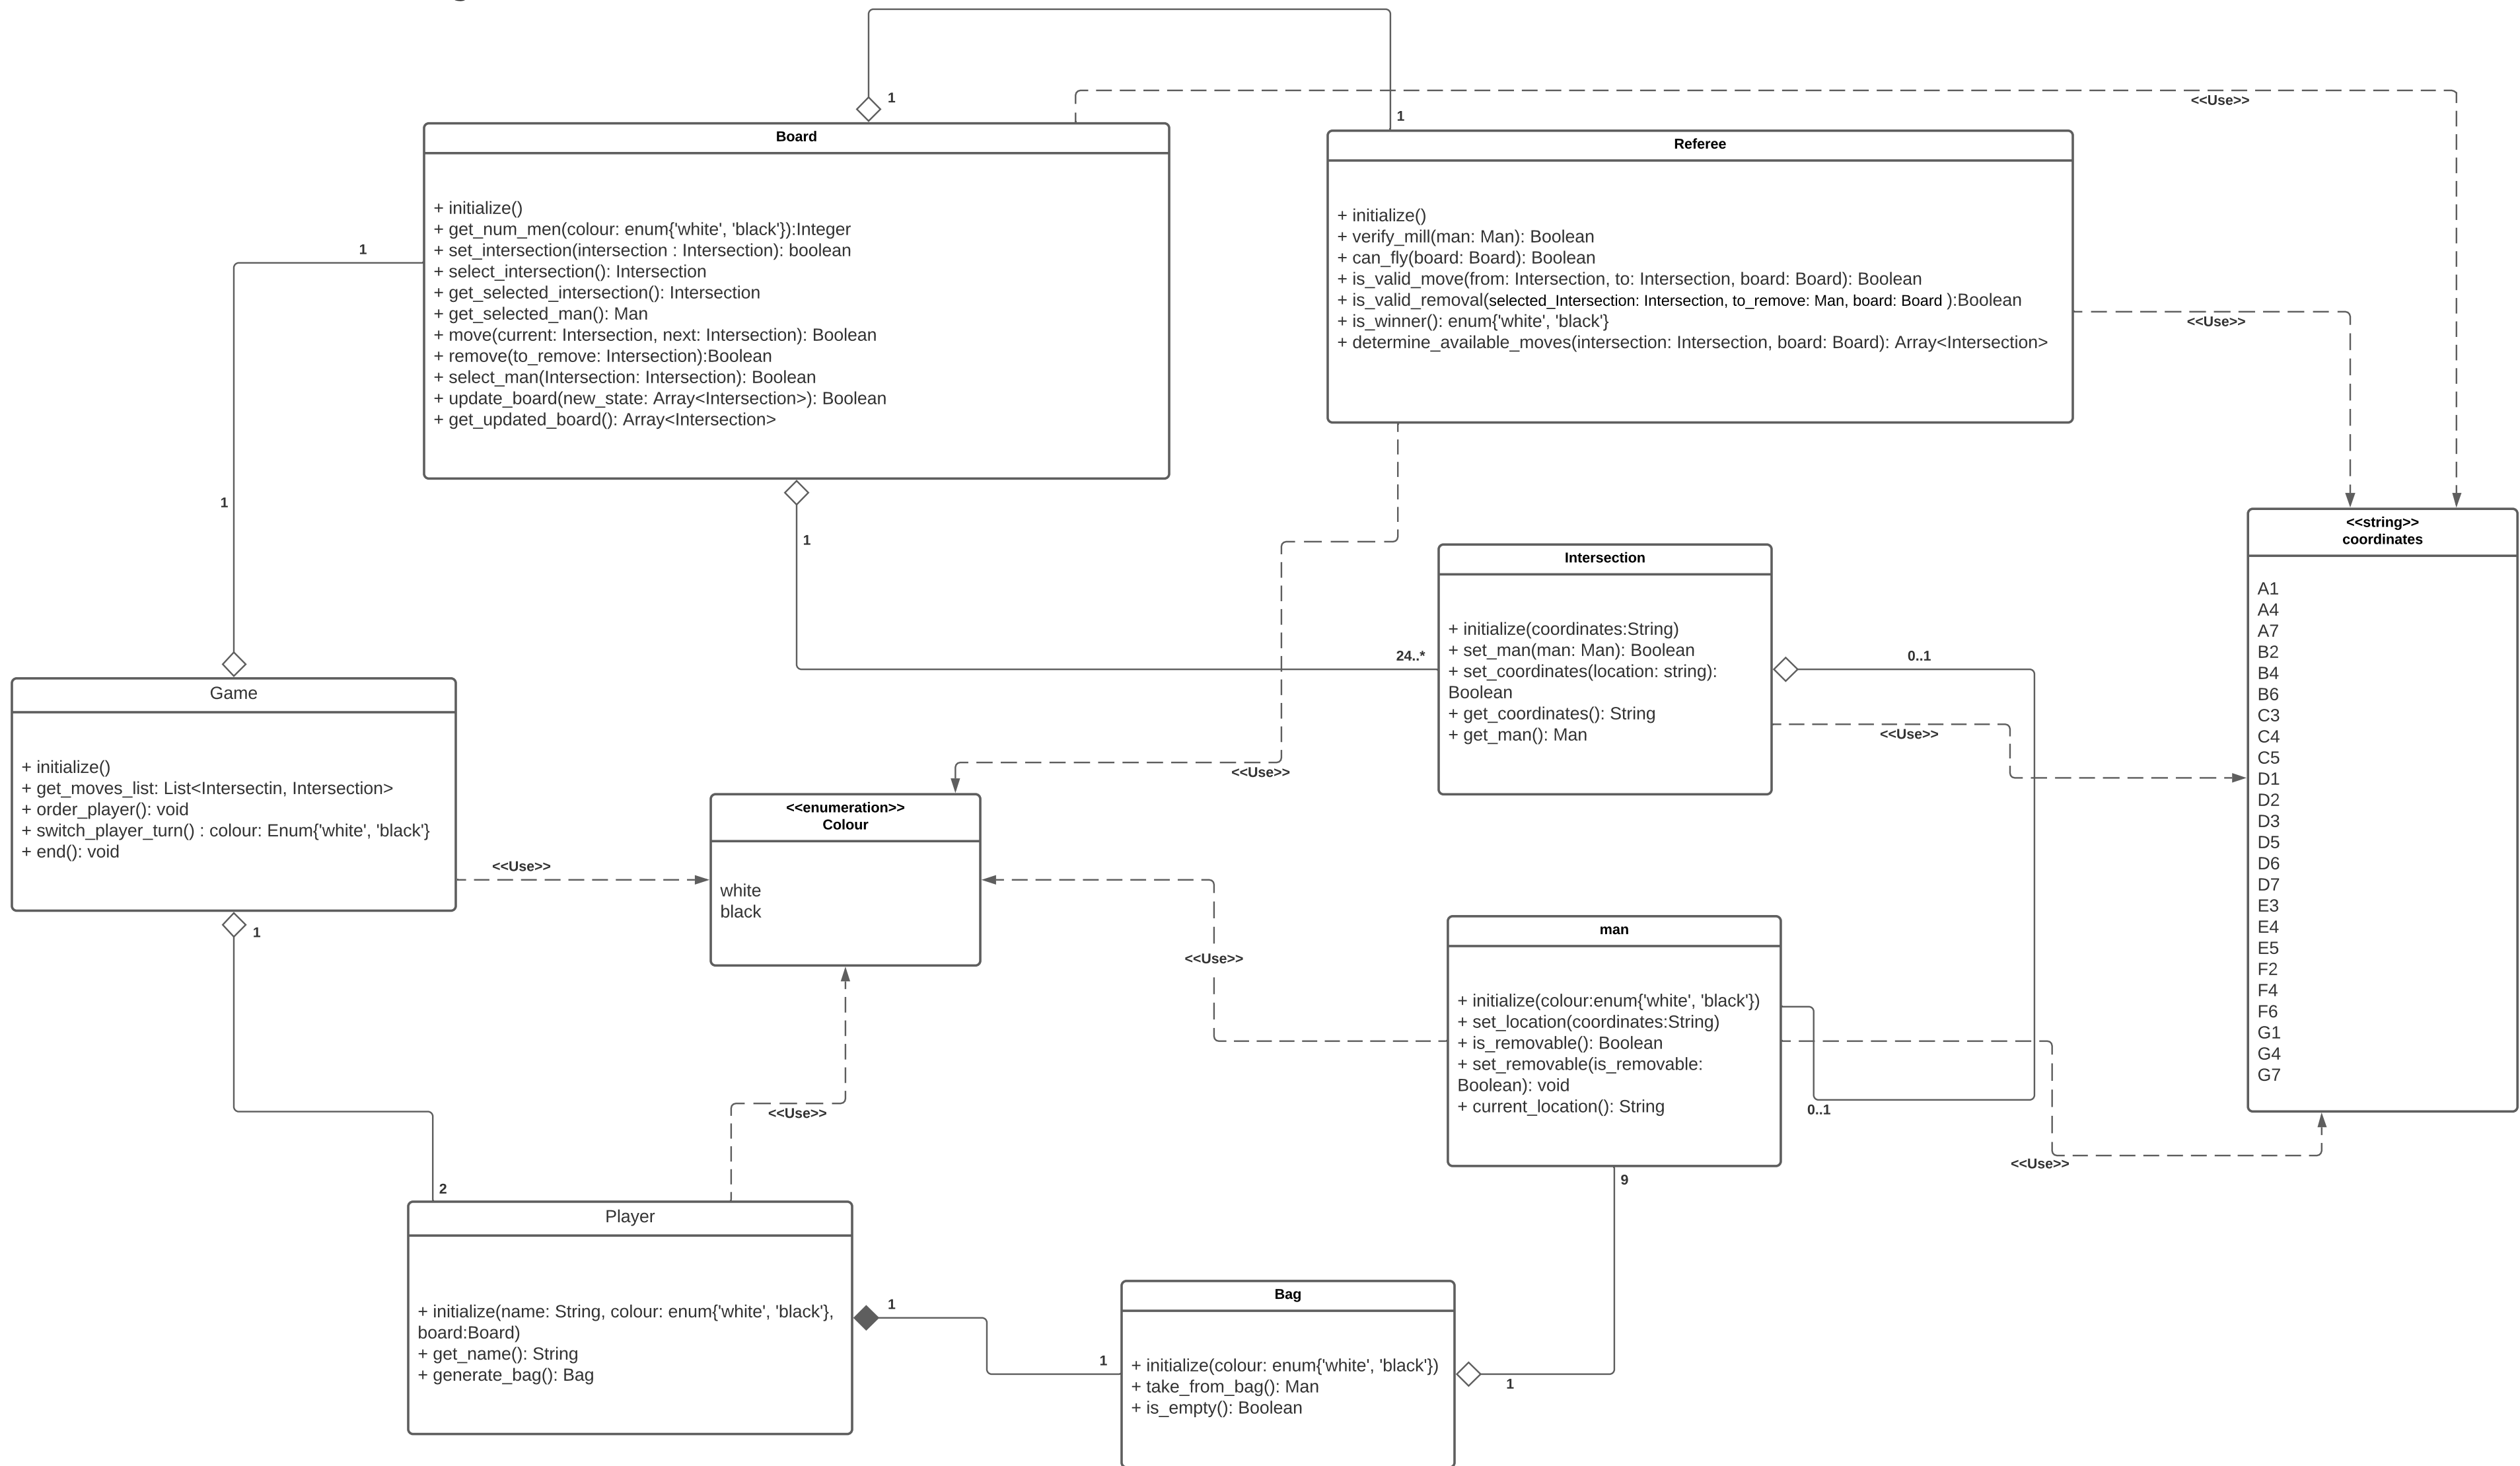 1
<<Use>>
1
Board
+ initialize()
+ get_num_men(colour: enum{'white', 'black'}):Integer
+ set_intersection(intersection : Intersection): boolean
+ select_intersection(): Intersection
+ get_selected_intersection(): Intersection
+ get_selected_man(): Man
+ move(current: Intersection, next: Intersection): Boolean
+ remove(to_remove: Intersection):Boolean
+ select_man(Intersection: Intersection): Boolean
+ update_board(new_state: Array<Intersection>): Boolean
+ get_updated_board(): Array<Intersection>
Referee
+ initialize()
+ verify_mill(man: Man): Boolean
+ can_fly(board: Board): Boolean
+ is_valid_move(from: Intersection, to: Intersection, board: Board): Boolean
+ is_valid_removal(selected_Intersection: Intersection, to_remove: Man, board: Board ):Boolean
+ is_winner(): enum{'white', 'black'}
+ determine_available_moves(intersection: Intersection, board: Board): Array<Intersection>
<<Use>>
1
1
1
24..*
Intersection
+ initialize(coordinates:String)
+ set_man(man: Man): Boolean
+ set_coordinates(location: string):
Boolean
+ get_coordinates(): String
+ get_man(): Man
0..1
<<Use>>
<<string>>
coordinates
A1
A4
A7
B2
B4
B6
C3
C4
C5
D1
D2
D3
D5
D6
D7
E3
E4
E5
F2
F4
F6
G1
G4
G7
Game
+ initialize()
+ get_moves_list: List<Intersectin, Intersection>
+ order_player(): void
+ switch_player_turn() : colour: Enum{'white', 'black'}
+ end(): void
<<Use>>
<<Use>>
<<enumeration>>
Colour
white
black
1
<<Use>>
man
+ initialize(colour:enum{'white', 'black'})
+ set_location(coordinates:String)
+ is_removable(): Boolean
+ set_removable(is_removable:
Boolean): void
+ current_location(): String
0..1
<<Use>>
<<Use>>
2
9
Player
+ initialize(name: String, colour: enum{'white', 'black'},
board:Board)
+ get_name(): String
+ generate_bag(): Bag
1
1
Bag
+ initialize(colour: enum{'white', 'black'})
+ take_from_bag(): Man
+ is_empty(): Boolean
1